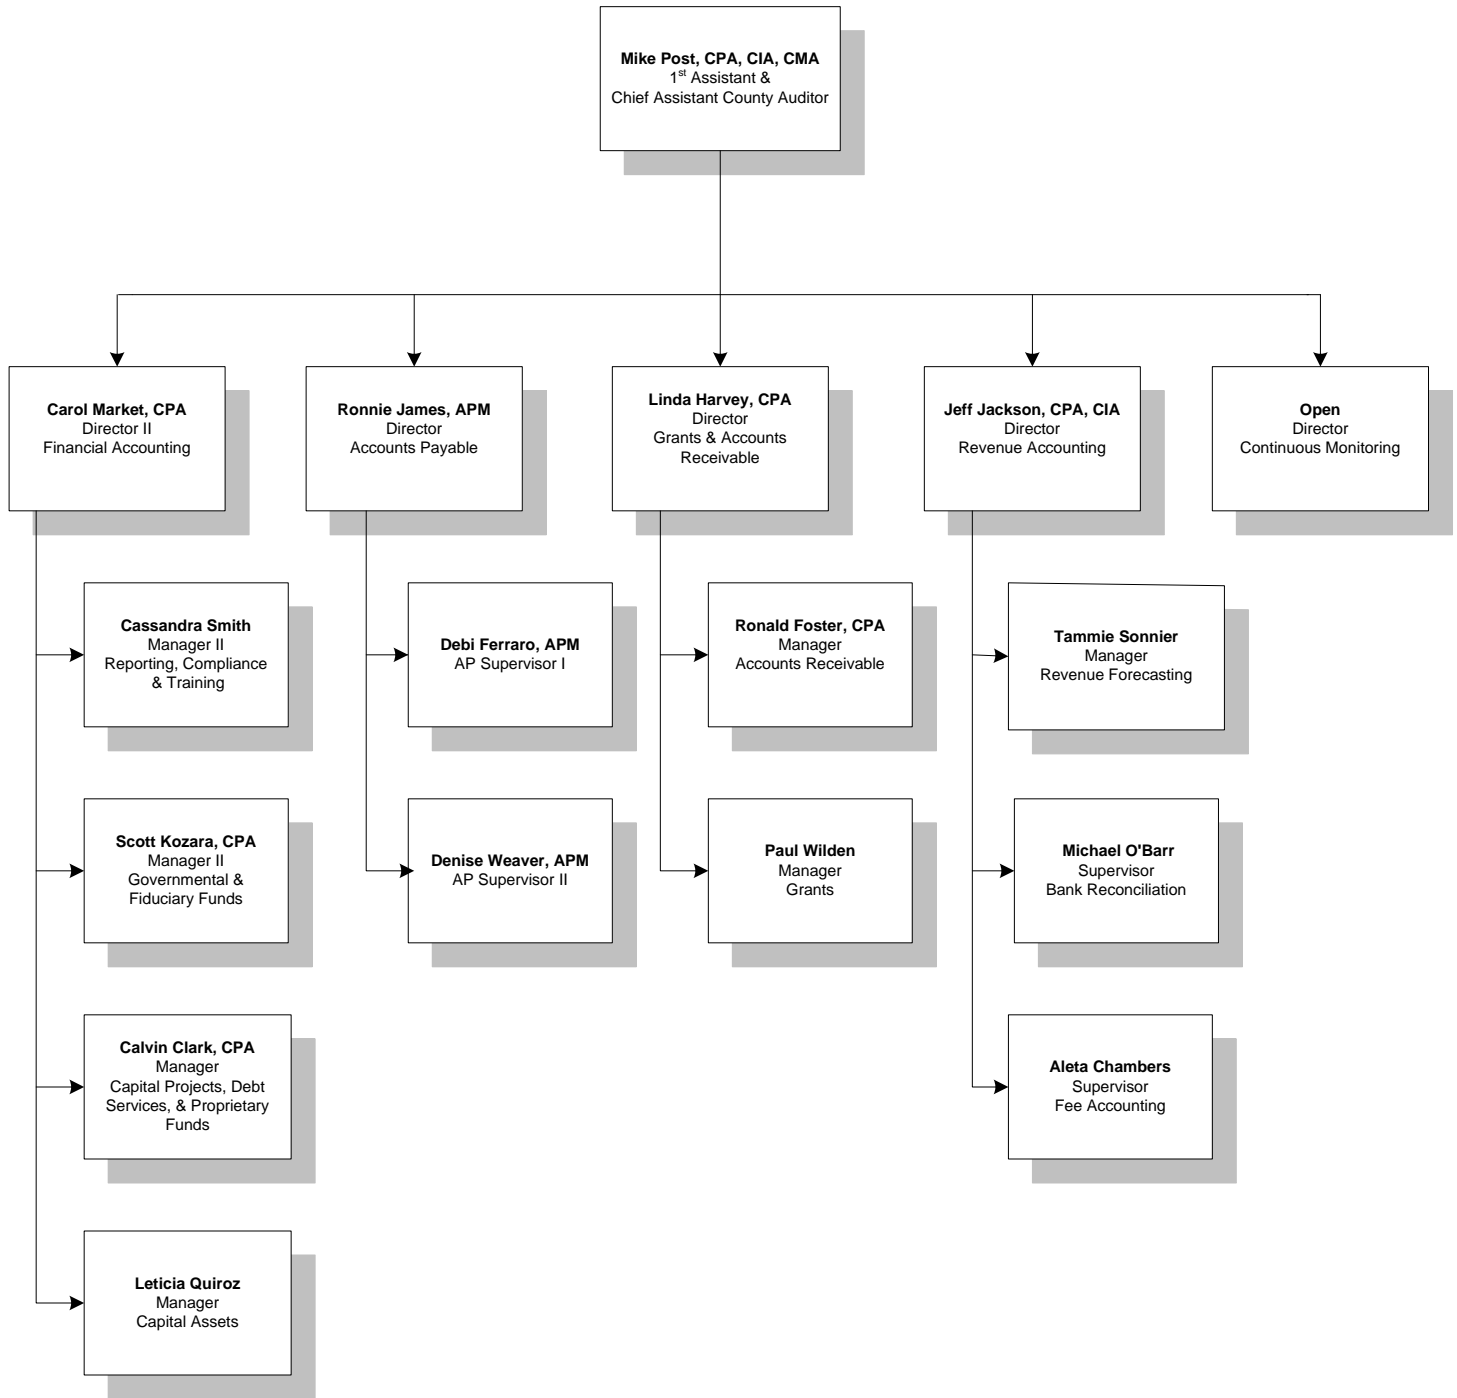 Mike Post, CPA, CIA, CMA
1st Assistant &
Chief Assistant County Auditor
Carol Market, CPA
Director II
Financial Accounting
Ronnie James, APM
Director
Accounts Payable
Linda Harvey, CPA
Director
Grants & Accounts
Receivable
Jeff Jackson, CPA, CIA
Director
Revenue Accounting
Open
Director
Continuous Monitoring
Cassandra Smith
Manager II
Reporting, Compliance
& Training
Debi Ferraro, APM
AP Supervisor I
Ronald Foster, CPA
Manager
Accounts Receivable
Tammie Sonnier
Manager
Revenue Forecasting
Scott Kozara, CPA
Manager II
Governmental &
Fiduciary Funds
Denise Weaver, APM
AP Supervisor II
Paul Wilden
Manager
Grants
Michael O'Barr
Supervisor
Bank Reconciliation
Calvin Clark, CPA
Manager
Capital Projects, Debt
Services, & Proprietary
Funds
Aleta Chambers
Supervisor
Fee Accounting
Leticia Quiroz
Manager
Capital Assets